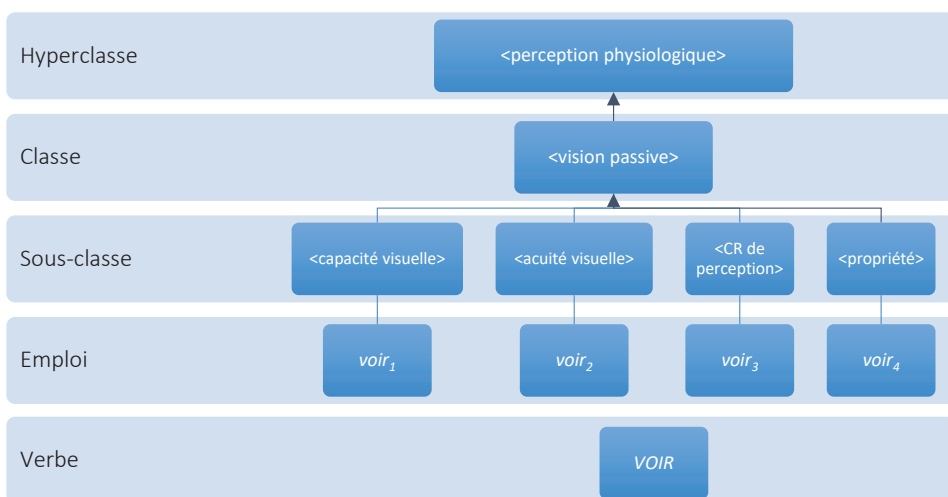 Hyperclasse
<perception physiologique>
Classe
<vision passive>
Sous-classe
<capacité visuelle>
<acuité visuelle>
<CR de
perception>
<propriété>
Emploi
voir1
voir2
voir3
voir4
Verbe
VOIR